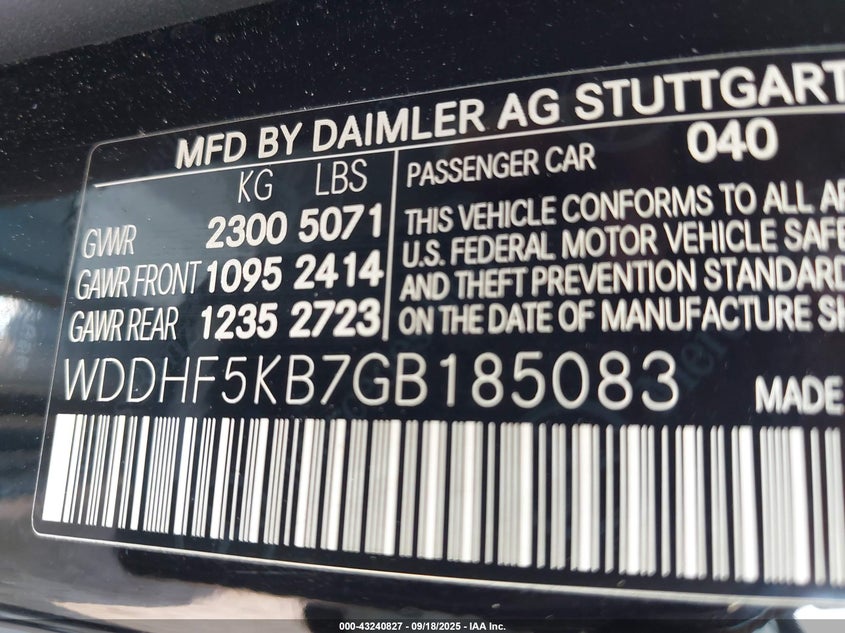 MFD BY DAIMLER AG STUTTGART
KG LBS
GVWR 2300 5071
GAWR FRONT 1095 2414
GAWR REAR 1235 2723
PASSENGER CAR 040
THIS VEHICLE CONFORMS TO ALL
U.S. FEDERAL MOTOR VEHICLE
AND THEFT PREVENTION STANDARD
ON THE DATE OF MANUFACTURE
WDDHF5KB7GB185083 MADE
000-43240827 - 09/18/2025 - IAA Inc.